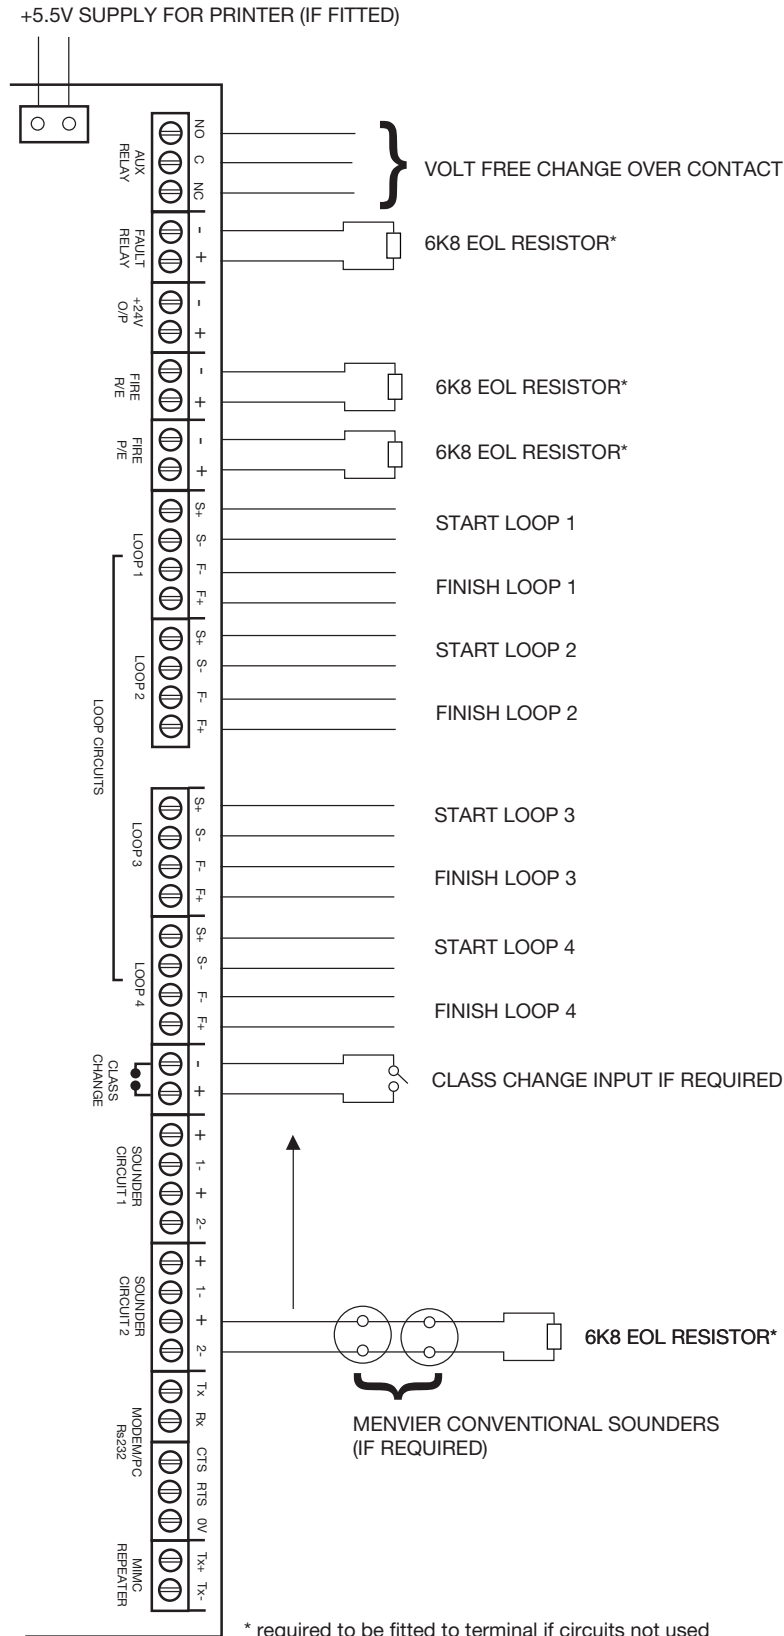 +5.5V SUPPLY FOR PRINTER (IF FITTED)
AUX
RELAY
NO
C
NC
VOLT FREE CHANGE OVER CONTACT
FAULT
RELAY
-
+
6K8 EOL RESISTOR*
+24V
O/P
-
+
FIRE
R/E
-
+
6K8 EOL RESISTOR*
FIRE
P/E
-
+
6K8 EOL RESISTOR*
LOOP CIRCUITS
LOOP 1
S+
S-
F-
F+
START LOOP 1
FINISH LOOP 1
LOOP 2
S+
S-
F-
F+
START LOOP 2
FINISH LOOP 2
LOOP 3
S+
S-
F-
F+
START LOOP 3
FINISH LOOP 3
LOOP 4
S+
S-
F-
F+
START LOOP 4
FINISH LOOP 4
CLASS
CHANGE
-
+
CLASS CHANGE INPUT IF REQUIRED
SOUNDER
CIRCUIT 1
+
1-
+
2-
SOUNDER
CIRCUIT 2
+
1-
+
2-
6K8 EOL RESISTOR*
MENVIER CONVENTIONAL SOUNDERS
(IF REQUIRED)
MODEM/PC
Rs232
Tx
Rx
CTS
RTS
0V
MIMC
REPEATER
Tx+
Tx-
* required to be fitted to terminal if circuits not used